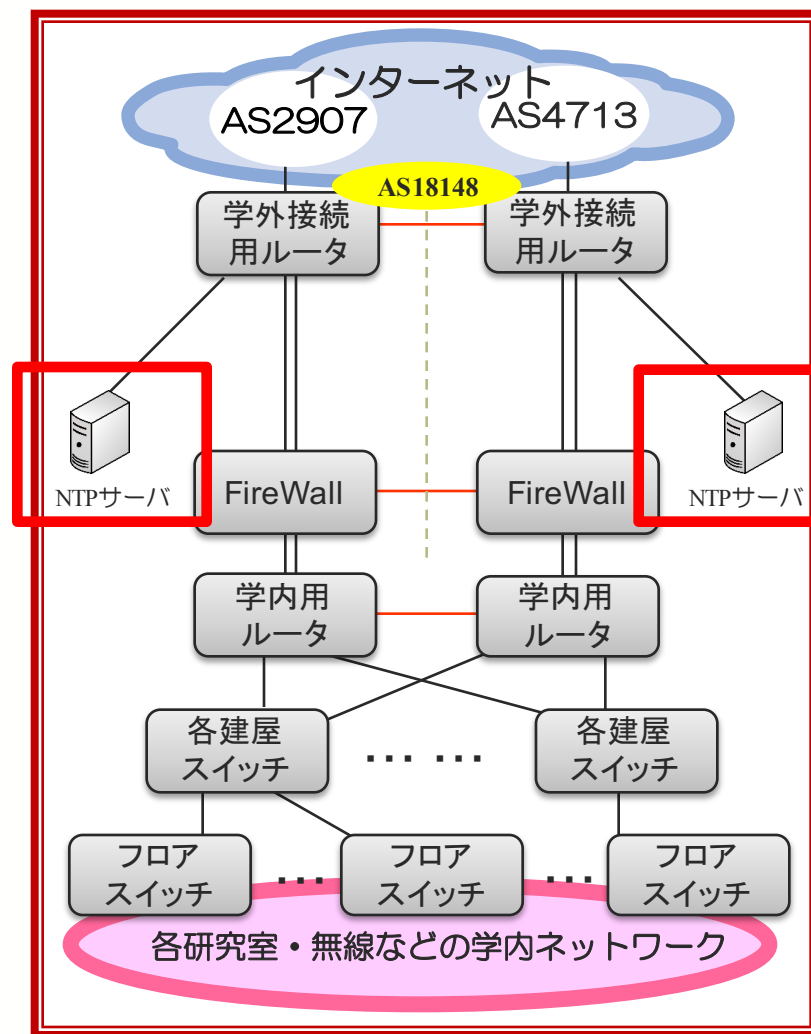 インターネット
AS2907
AS4713
AS18148
学外接続
用ルータ
学外接続
用ルータ
NTPサーバ
FireWall
FireWall
NTPサーバ
学内用
ルータ
学内用
ルータ
各建屋
スイッチ
… …
各建屋
スイッチ
フロア
スイッチ
…
フロア
スイッチ
…
フロア
スイッチ
各研究室・無線などの学内ネットワーク